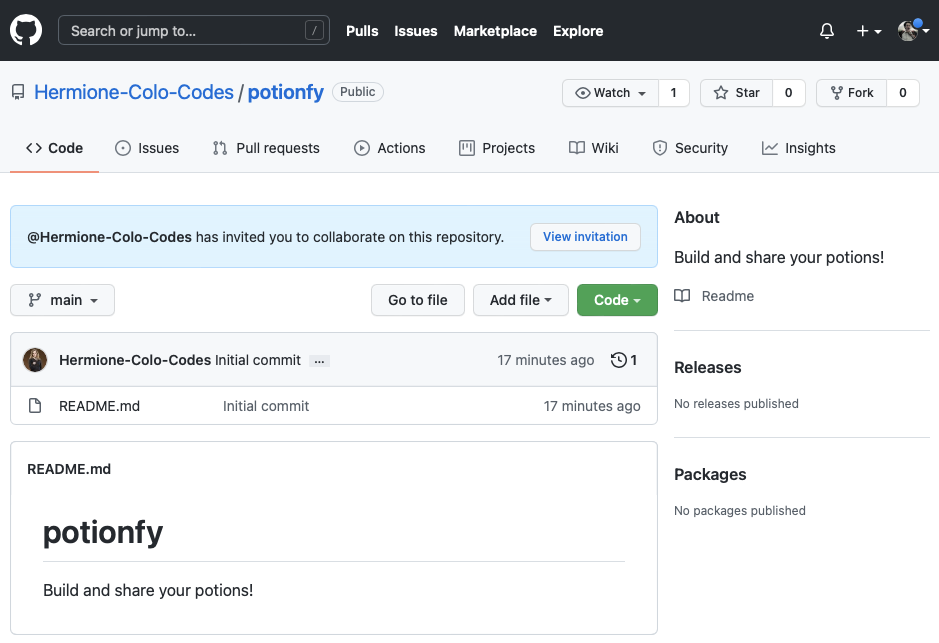 Search or jump to... /
Pulls Issues Marketplace Explore
Hermione-Colo-Codes / potionfy Public
Watch 1 Star 0 Fork 0
Code Issues Pull requests Actions Projects Wiki Security Insights
@Hermione-Colo-Codes has invited you to collaborate on this repository. View invitation
main Go to file Add file Code
Hermione-Colo-Codes Initial commit ... 17 minutes ago 1
README.md Initial commit 17 minutes ago
README.md
potionfy
Build and share your potions!
About
Build and share your potions!
Readme
Releases
No releases published
Packages
No packages published